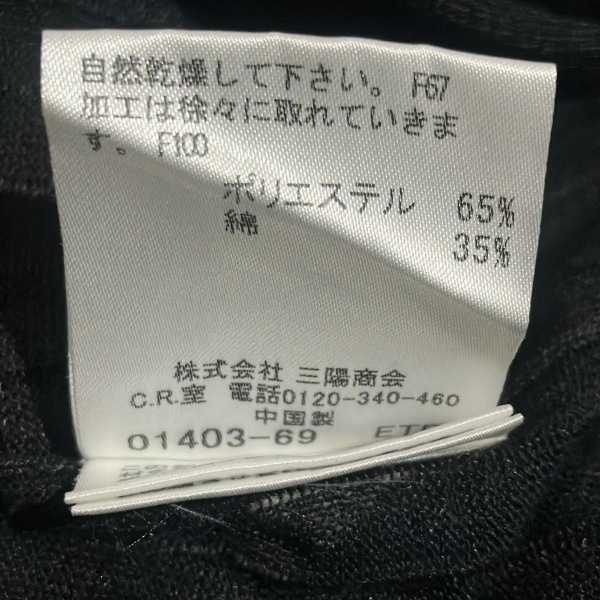 自然乾燥して下さい。 F67
加工は徐々に取れていきま
す。 F100
ポリエステル 65%
綿 35%
株式会社 三陽商会
C.R.室 電話0120-340-460
中国製
01403-69